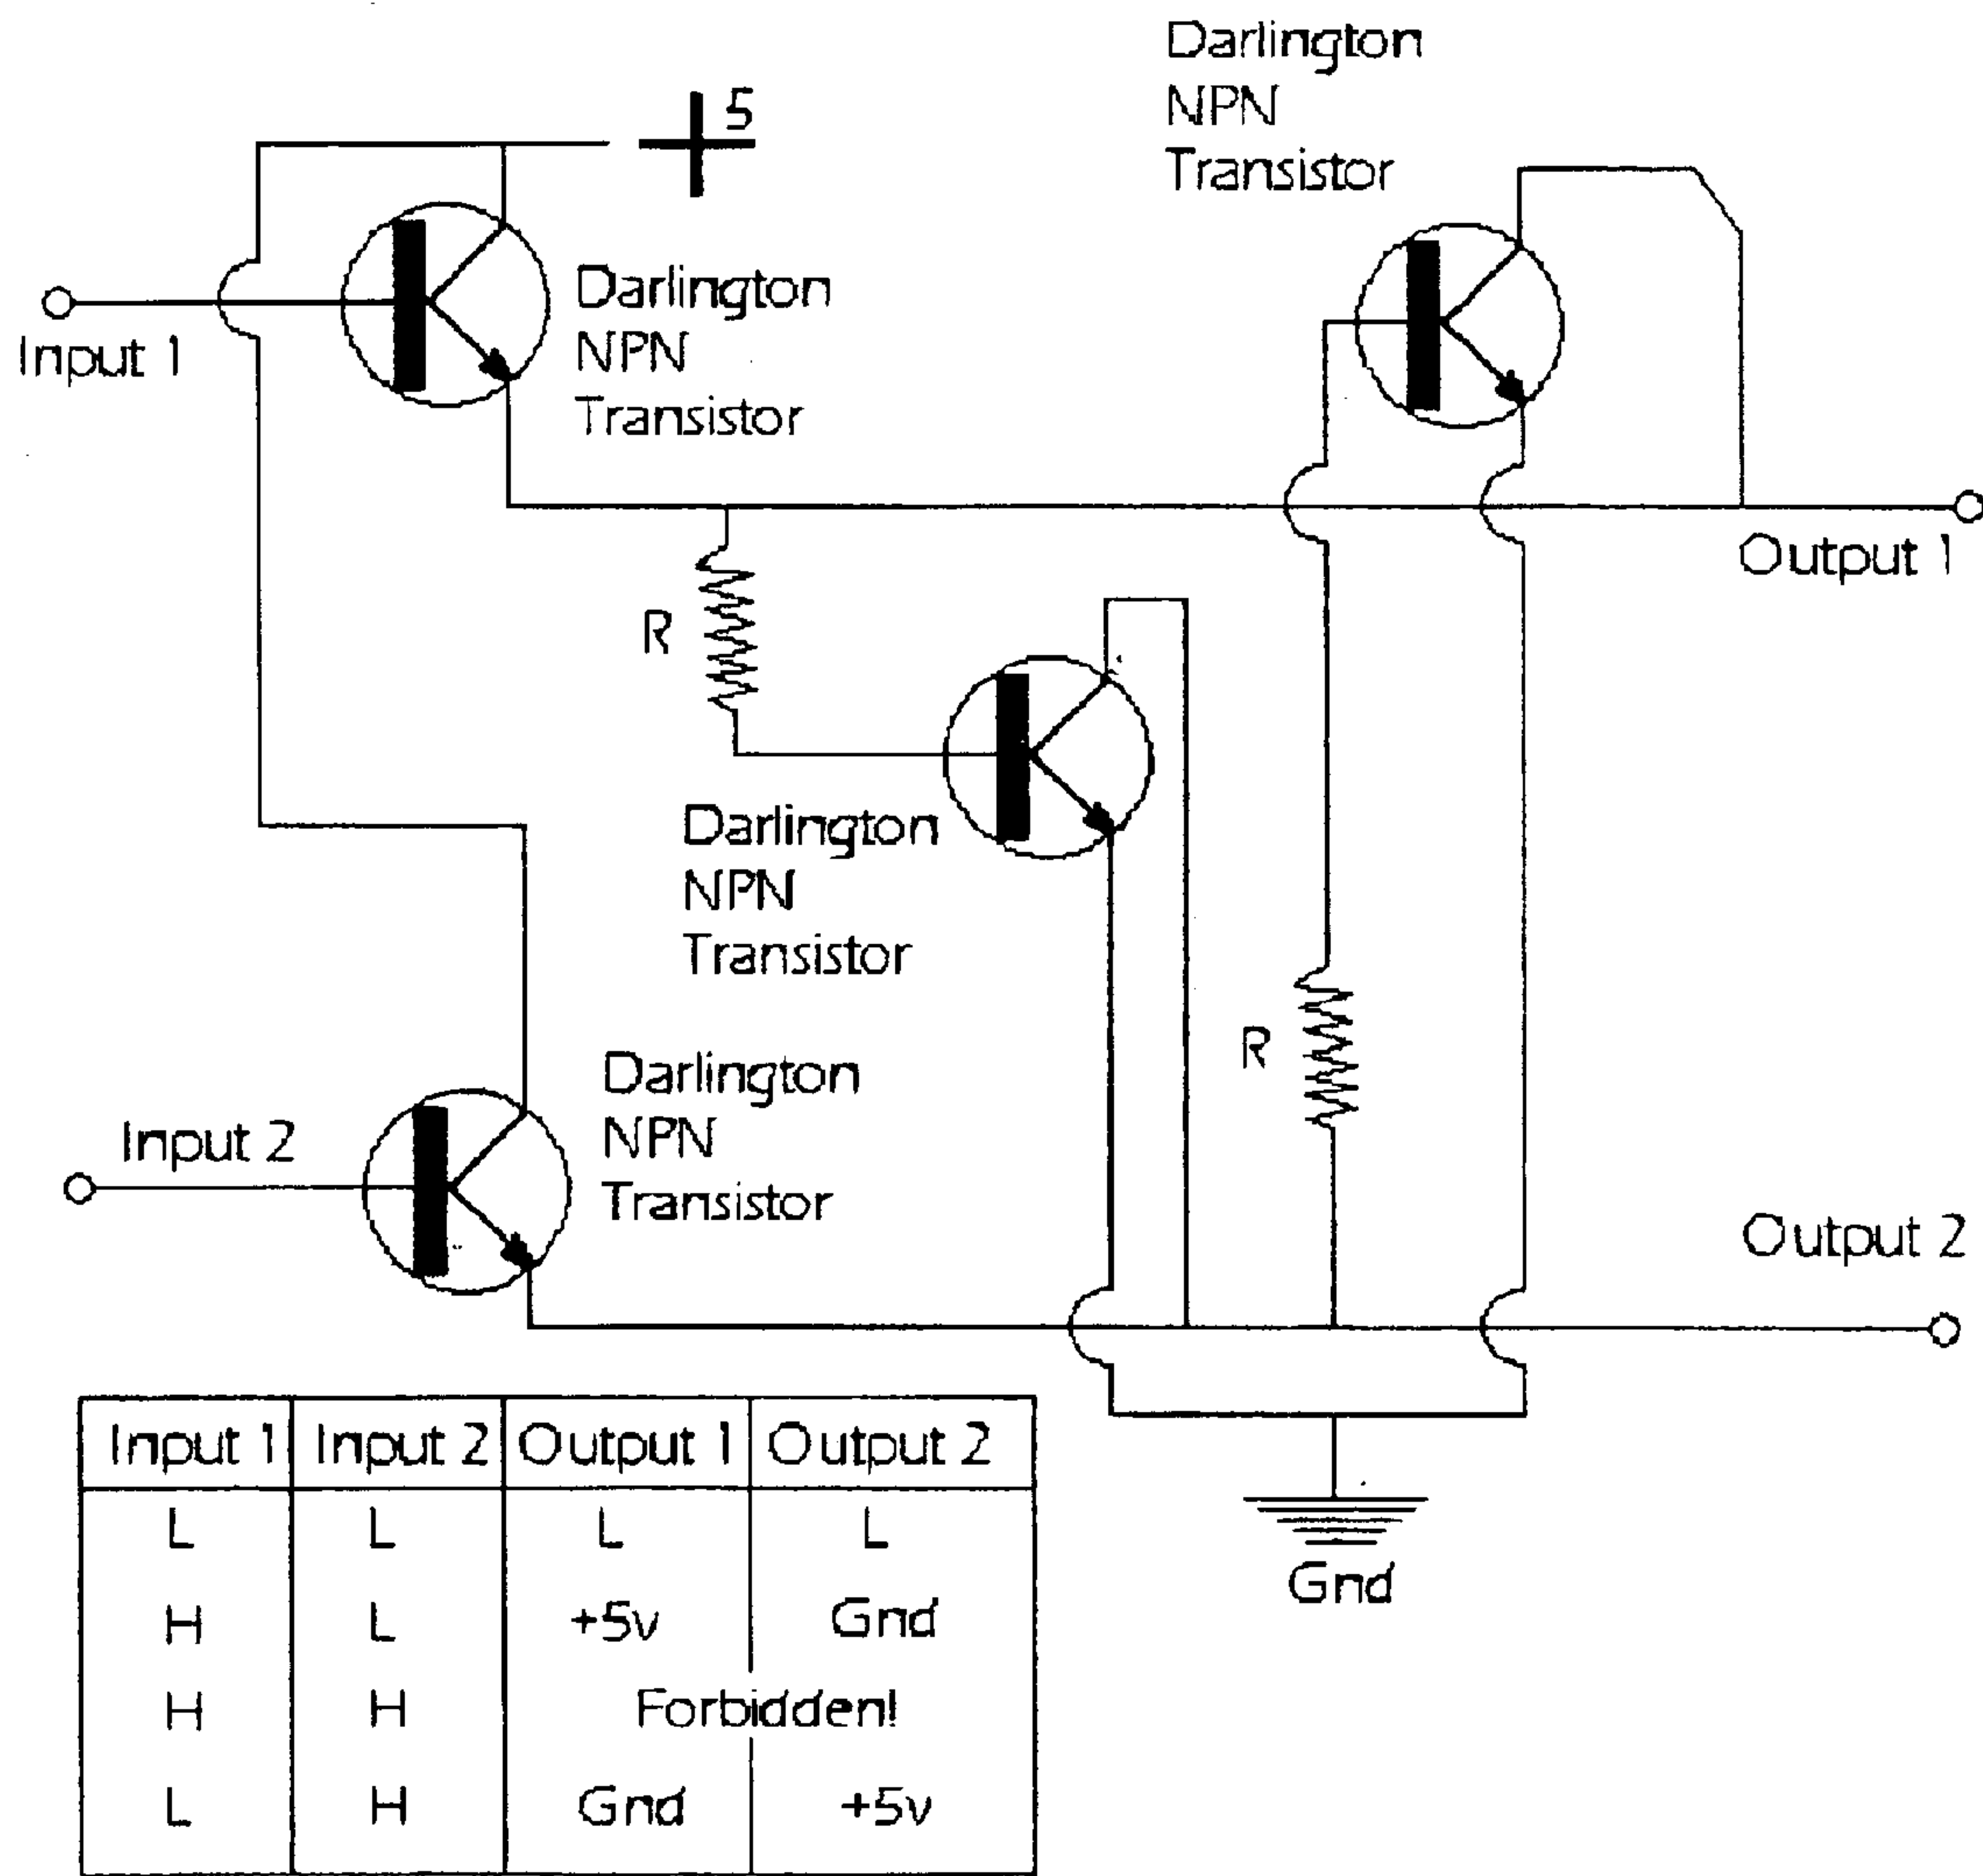 Darlington
NPN
Transistor
5
Darlington
NPN
Transistor
Input 1
Output 1
R
Darlington
NPN
Transistor
R
Darlington
NPN
Transistor
Input 2
Output 2
Input 1 Input 2 Output 1 Output 2
L L L L
H L +5v Gnd
H H Forbidden!
L H Gnd +5v
Gnd